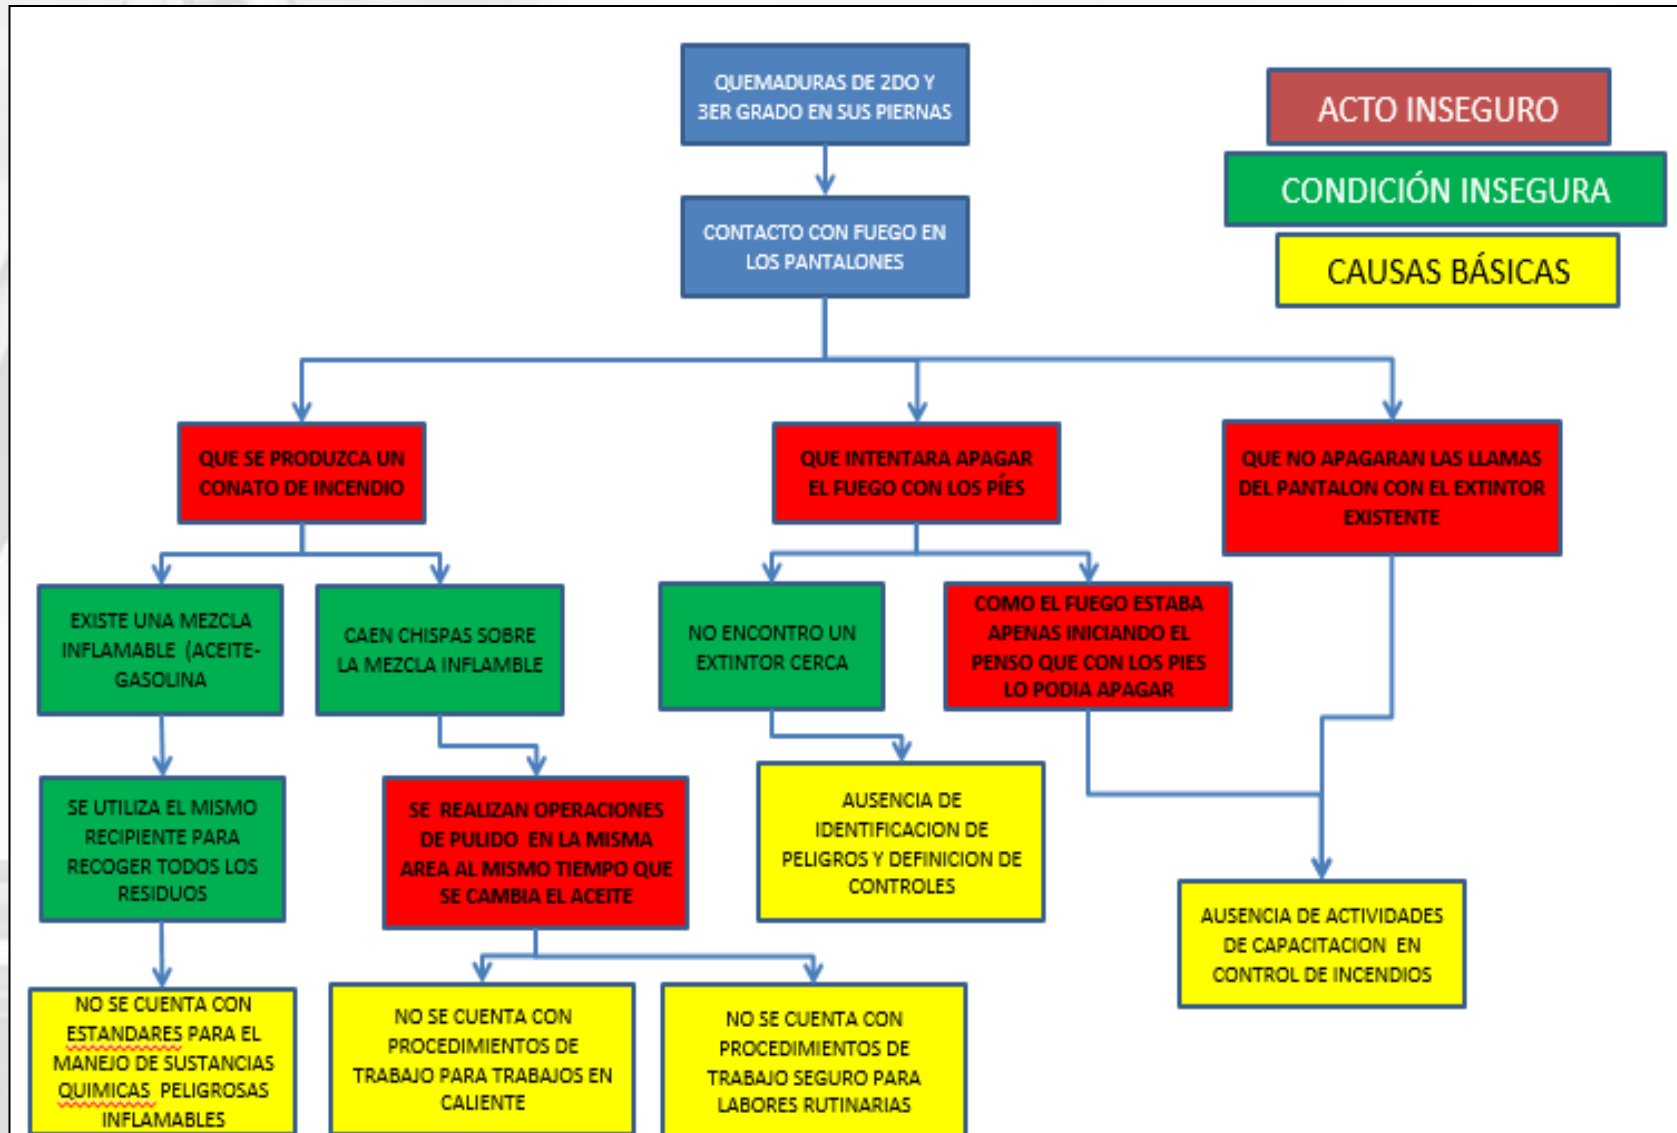 QUEMADURAS DE 2DO Y
3ER GRADO EN SUS PIERNAS
ACTO INSEGURO
CONDICIÓN INSEGURA
CAUSAS BÁSICAS
CONTACTO CON FUEGO EN
LOS PANTALONES
QUE SE PRODUZCA UN
CONATO DE INCENDIO
QUE INTENTARA APAGAR
EL FUEGO CON LOS PÍES
QUE NO APAGARAN LAS LLAMAS
DEL PANTALON CON EL EXTINTOR
EXISTENTE
EXISTE UNA MEZCLA
INFLAMABLE (ACEITE-
GASOLINA
CAEN CHISPAS SOBRE
LA MEZCLA INFLAMBLE
NO ENCONTRO UN
EXTINTOR CERCA
COMO EL FUEGO ESTABA
APENAS INICIANDO EL
PENSO QUE CON LOS PIES
LO PODIA APAGAR
SE UTILIZA EL MISMO
RECIPIENTE PARA
RECOGER TODOS LOS
RESIDUOS
SE REALIZAN OPERACIONES
DE PULIDO EN LA MISMA
AREA AL MISMO TIEMPO QUE
SE CAMBIA EL ACEITE
AUSENCIA DE
IDENTIFICACION DE
PELIGROS Y DEFINICION DE
CONTROLES
AUSENCIA DE ACTIVIDADES
DE CAPACITACION EN
CONTROL DE INCENDIOS
NO SE CUENTA CON
ESTANDARES PARA EL
MANEJO DE SUSTANCIAS
QUIMICAS PELIGROSAS
INFLAMABLES
NO SE CUENTA CON
PROCEDIMIENTOS DE
TRABAJO PARA TRABAJOS EN
CALIENTE
NO SE CUENTA CON
PROCEDIMIENTOS DE
TRABAJO SEGURO PARA
LABORES RUTINARIAS